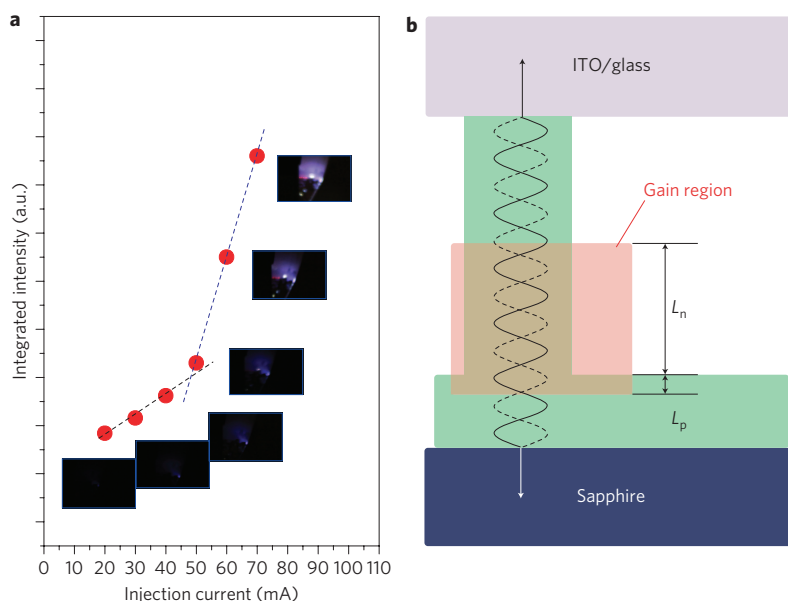 a
Integrated intensity (a.u.)
0 10 20 30 40 50 60 70 80 90 100 110
Injection current (mA)
b
ITO/glass
Gain region
Ln
Lp
Sapphire